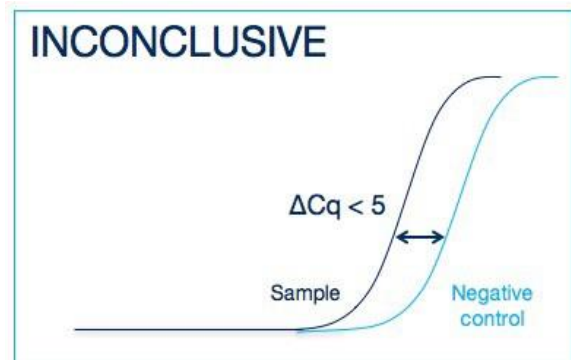 INCONCLUSIVE
ΔCq < 5
Sample
Negative
control